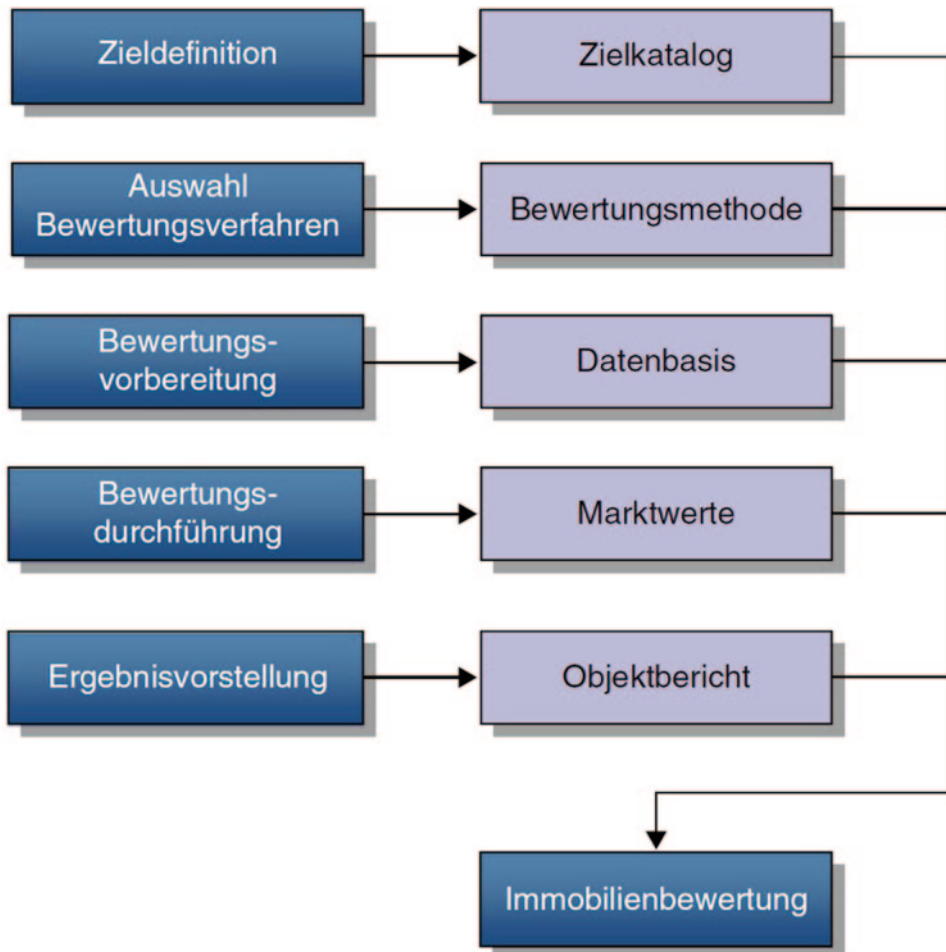 Zieldefinition
Zielkatalog
Auswahl
Bewertungsverfahren
Bewertungsmethode
Bewertungs-
vorbereitung
Datenbasis
Bewertungs-
durchführung
Marktwerte
Ergebnisvorstellung
Objektbericht
Immobilienbewertung